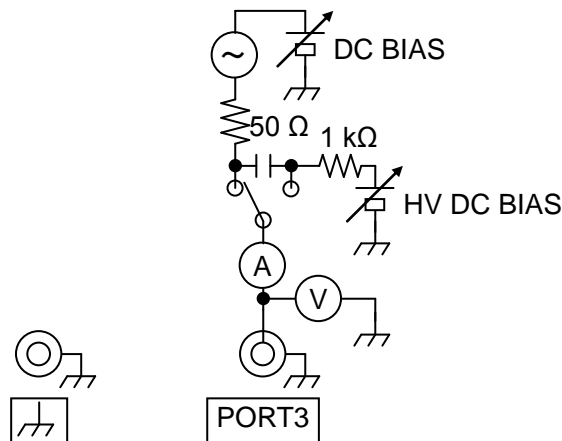 DC BIAS
50 Ω
1 kΩ
HV DC BIAS
A
V
PORT3